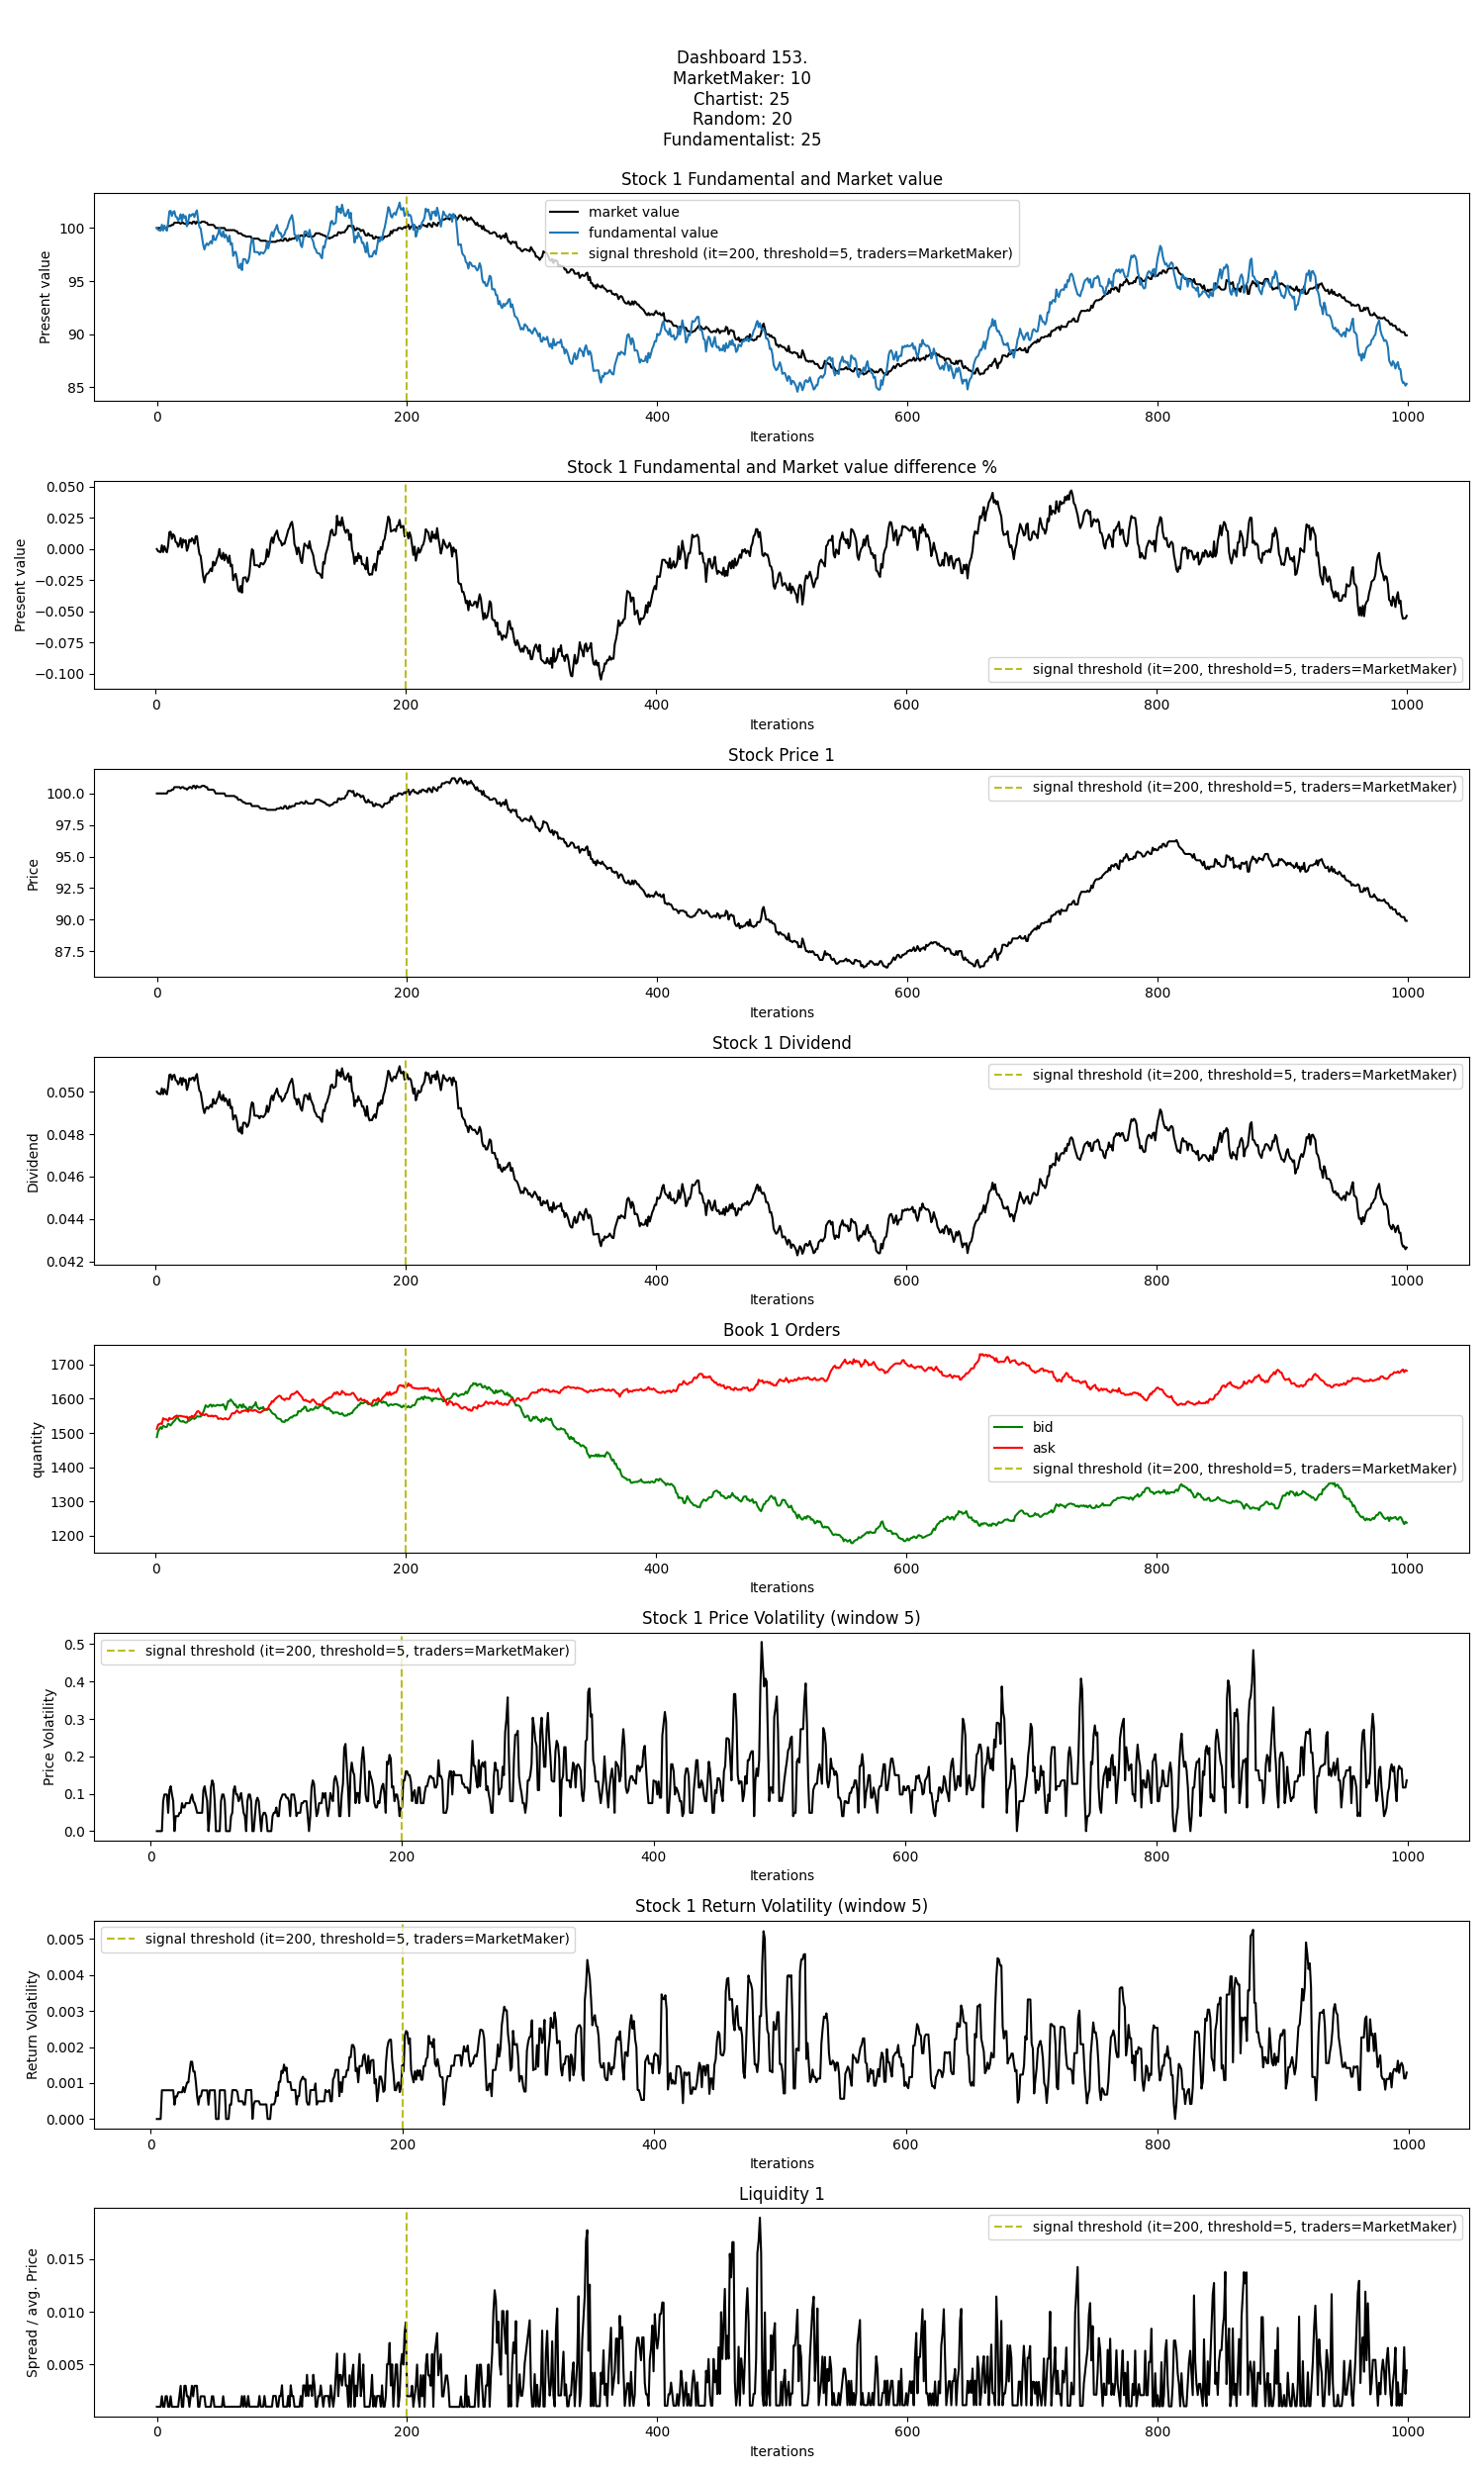 Dashboard 153.
MarketMaker: 10
Chartist: 25
Random: 20
Fundamentalist: 25
Stock 1 Fundamental and Market value
market value
fundamental value
signal threshold (it=200, threshold=5, traders=MarketMaker)
100
95
90
85
Present value
0 200 400 600 800 1000
Iterations
Stock 1 Fundamental and Market value difference %
0.050
0.025
0.000
−0.025
−0.050
−0.075
−0.100
Present value
signal threshold (it=200, threshold=5, traders=MarketMaker)
0 200 400 600 800 1000
Iterations
Stock Price 1
signal threshold (it=200, threshold=5, traders=MarketMaker)
100.0
97.5
95.0
92.5
90.0
87.5
Price
0 200 400 600 800 1000
Iterations
Stock 1 Dividend
signal threshold (it=200, threshold=5, traders=MarketMaker)
0.050
0.048
0.046
0.044
0.042
Dividend
0 200 400 600 800 1000
Iterations
Book 1 Orders
1700
1600
1500
1400
1300
1200
quantity
bid
ask
signal threshold (it=200, threshold=5, traders=MarketMaker)
0 200 400 600 800 1000
Iterations
Stock 1 Price Volatility (window 5)
signal threshold (it=200, threshold=5, traders=MarketMaker)
0.5
0.4
0.3
0.2
0.1
0.0
Price Volatility
0 200 400 600 800 1000
Iterations
Stock 1 Return Volatility (window 5)
signal threshold (it=200, threshold=5, traders=MarketMaker)
0.005
0.004
0.003
0.002
0.001
0.000
Return Volatility
0 200 400 600 800 1000
Iterations
Liquidity 1
signal threshold (it=200, threshold=5, traders=MarketMaker)
0.015
0.010
0.005
Spread / avg. Price
0 200 400 600 800 1000
Iterations